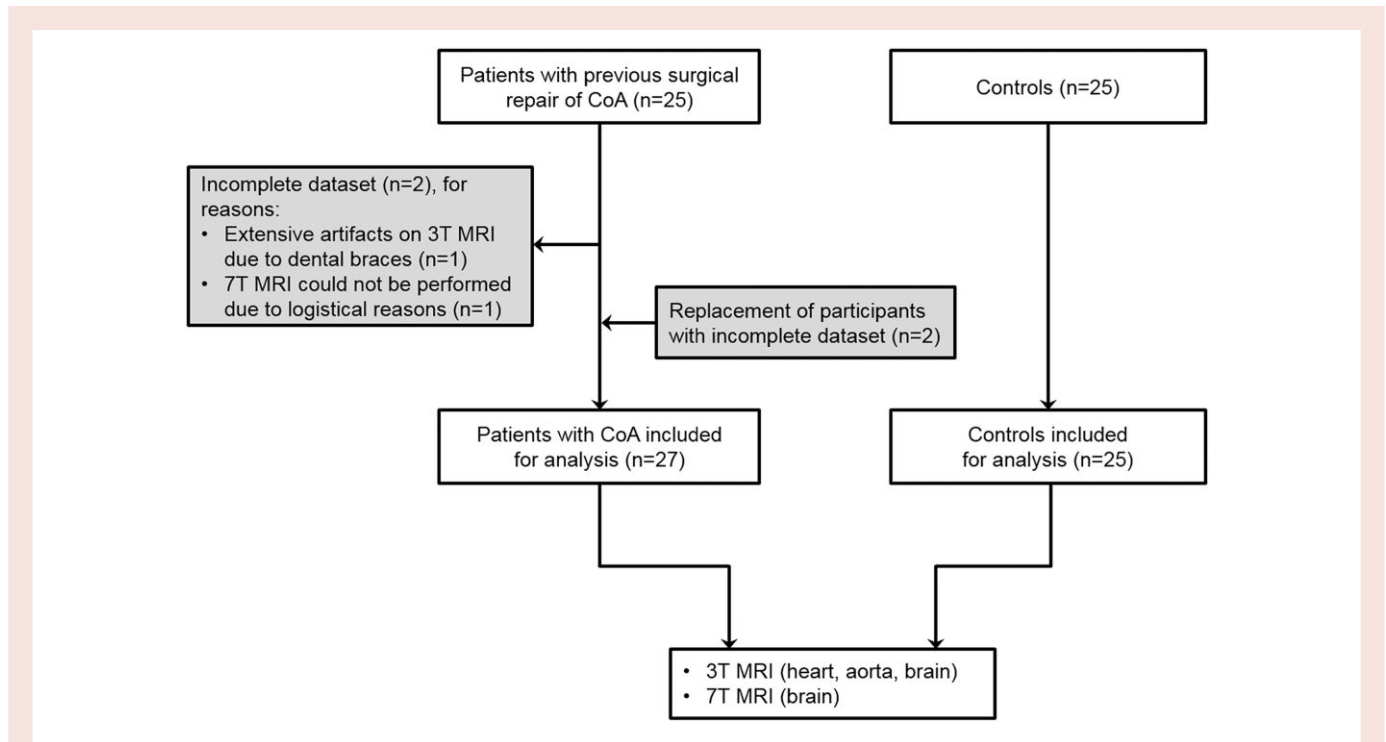 Patients with previous surgical
repair of CoA (n=25)
Controls (n=25)
Incomplete dataset (n=2), for
reasons:
• Extensive artifacts on 3T MRI
due to dental braces (n=1)
• 7T MRI could not be performed
due to logistical reasons (n=1)
Replacement of participants
with incomplete dataset (n=2)
Patients with CoA included
for analysis (n=27)
Controls included
for analysis (n=25)
• 3T MRI (heart, aorta, brain)
• 7T MRI (brain)